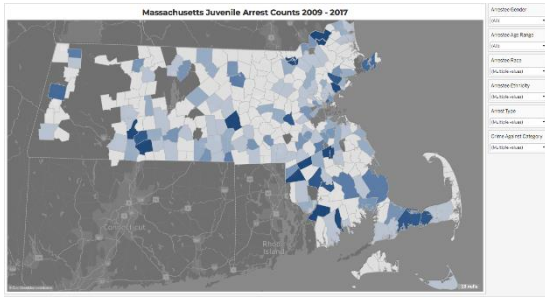 Massachusetts Juvenile Arrest Counts 2009 - 2017
Arrestee Gender
(All)
Arrestee Age Range
(All)
Arrestee Race
(Multiple values)
Arrestee Ethnicity
(Multiple values)
Arrest Type
(Multiple values)
Crime Against Category
(Multiple values)
Connecticut
Rhode
Island